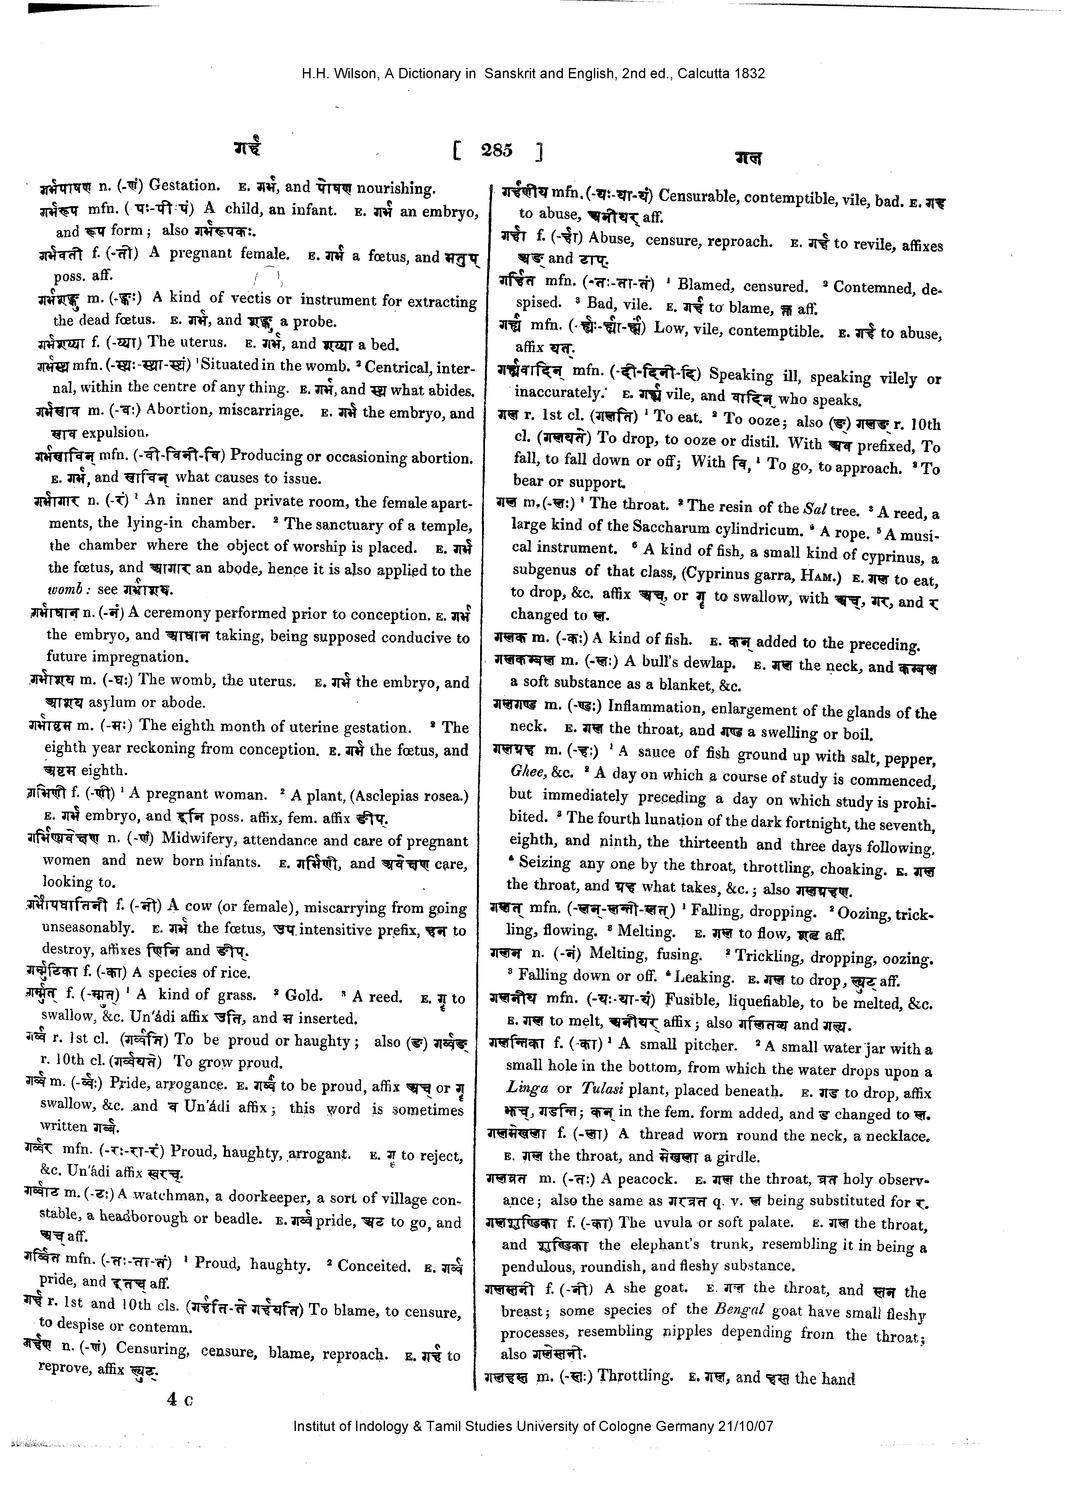 H.H. Wilson, A Dictionary in Sanskrit and English, 2nd ed., Calcutta 1832
गर्ह
[ 285 ]
गल
गर्भपोषण n. (-णं) Gestation. E. गर्भ, and पोषण nourishing.
गर्भरूप mfn. (पः-पी-पं) A child, an infant. E. गर्भ an embryo,
and रूप form; also गर्भरूपकः.
गर्भवती f. (-ती) A pregnant female. E. गर्भ a fœtus, and मतुप्
poss. aff.
गर्भशङ्कु m. (-ङ्कुः) A kind of vectis or instrument for extracting
the dead fœtus. E. गर्भ, and शङ्कु a probe.
गर्भशय्या f. (-य्या) The uterus. E. गर्भ, and शय्या a bed.
गर्भस्थ mfn. (-स्थः-स्था-स्थं) ¹ Situated in the womb. ² Centrical, inter-
nal, within the centre of any thing. E. गर्भ, and स्थ what abides.
गर्भस्राव m. (-वः) Abortion, miscarriage. E. गर्भ the embryo, and
स्राव expulsion.
गर्भस्राविन् mfn. (-वी-विनी-वि) Producing or occasioning abortion.
E. गर्भ, and स्राविन् what causes to issue.
गर्भागार n. (-रं) ¹ An inner and private room, the female apart-
ments, the lying-in chamber. ² The sanctuary of a temple,
the chamber where the object of worship is placed. E. गर्भ
the fœtus, and आगार an abode, hence it is also applied to the
womb: see गर्भाशय.
गर्भाधान n. (-नं) A ceremony performed prior to conception. E. गर्भ
the embryo, and आधान taking, being supposed conducive to
future impregnation.
गर्भाशय m. (-यः) The womb, the uterus. E. गर्भ the embryo, and
आशय asylum or abode.
गर्भाष्टम m. (-मः) The eighth month of uterine gestation. ² The
eighth year reckoning from conception. E. गर्भ the fœtus, and
अष्टम eighth.
गर्भिणी f. (-णी) ¹ A pregnant woman. ² A plant, (Asclepias rosea.)
E. गर्भ embryo, and इनि poss. affix, fem. affix ङीप्.
गर्भिण्यवेक्षण n. (-णं) Midwifery, attendance and care of pregnant
women and new born infants. E. गर्भिणी, and अवेक्षण care,
looking to.
गर्भोपघातिनी f. (-नी) A cow (or female), miscarrying from going
unseasonably. E. गर्भ the fœtus, उप intensitive prefix, हन to
destroy, affixes णिनि and ङीप्.
गर्मुटिका f. (-का) A species of rice.
गर्मुत् f. (-र्मुत्) ¹ A kind of grass. ² Gold. ³ A reed. E. गॄ to
swallow, &c. Un'ádi affix उति, and म inserted.
गर्व्व r. 1st cl. (गर्व्वति) To be proud or haughty; also (ङ) गर्व्वङ्
r. 10th cl. (गर्व्वयते) To grow proud.
गर्व्व m. (-र्व्वः) Pride, arrogance. E. गर्व्व to be proud, affix अच् or गॄ
swallow, &c. and व Un'ádi affix; this word is sometimes
written गर्व्व.
गर्व्वर mfn. (-रः-रा-रं) Proud, haughty, arrogant. E. गॄ to reject,
&c. Un'ádi affix ष्वरच्.
गर्व्वाट m. (-टः) A watchman, a doorkeeper, a sort of village con-
stable, a headborough or beadle. E. गर्व्व pride, अट to go, and
अच् aff.
गर्व्वित mfn. (-तः-ता-तं) ¹ Proud, haughty. ² Conceited. E. गर्व्व
pride, and इतच् aff.
गर्ह r. 1st and 10th cls. (गर्हति-ते गर्हयति) To blame, to censure,
to despise or contemn.
गर्हण n. (-णं) Censuring, censure, blame, reproach. E. गर्ह to
reprove, affix ल्युट्.
4 C
गर्हणीय mfn. (-यः-या-यं) Censurable, contemptible, vile, bad. E. गर्ह
to abuse, अनीयर् aff.
गर्हा f. (-र्हा) Abuse, censure, reproach. E. गर्ह to revile, affixes
अङ् and टाप्.
गर्हित mfn. (-तः-ता-तं) ¹ Blamed, censured. ² Contemned, de-
spised. ³ Bad, vile. E. गर्ह to blame, क्त aff.
गर्ह्य mfn. (-र्ह्यः-र्ह्या-र्ह्यं) Low, vile, contemptible. E. गर्ह to abuse,
affix यत्.
गर्ह्यवादिन् mfn. (-दी-दिनी-दि) Speaking ill, speaking vilely or
inaccurately. E. गर्ह्य vile, and वादिन् who speaks.
गल r. 1st cl. (गलति) ¹ To eat. ² To ooze; also (ङ) गलङ् r. 10th
cl. (गलयते) To drop, to ooze or distil. With अव prefixed, To
fall, to fall down or off; With वि, ¹ To go, to approach. ² To
bear or support.
गल m. (-लः) ¹ The throat. ² The resin of the Sal tree. ³ A reed, a
large kind of the Saccharum cylindricum. ⁴ A rope. ⁵ A musi-
cal instrument. ⁶ A kind of fish, a small kind of cyprinus, a
subgenus of that class, (Cyprinus garra, HAM.) E. गल to eat,
to drop, &c. affix अच्, or गॄ to swallow, with अच्, गर, and र
changed to ल.
गलक m. (-कः) A kind of fish. E. कन् added to the preceding.
गलकम्बल m. (-लः) A bull's dewlap. E. गल the neck, and कम्बल
a soft substance as a blanket, &c.
गलगण्ड m. (-ण्डः) Inflammation, enlargement of the glands of the
neck. E. गल the throat, and गण्ड a swelling or boil.
गलग्रह m. (-हः) ¹ A sauce of fish ground up with salt, pepper,
Ghee, &c. ² A day on which a course of study is commenced,
but immediately preceding a day on which study is prohi-
bited. ³ The fourth lunation of the dark fortnight, the seventh,
eighth, and ninth, the thirteenth and three days following.
⁴ Seizing any one by the throat, throttling, choaking. E. गल
the throat, and ग्रह what takes, &c.; also गलग्रहण.
गलत् mfn. (-लन्-लन्ती-लत्) ¹ Falling, dropping. ² Oozing, trick-
ling, flowing. ³ Melting. E. गल to flow, शतृ aff.
गलन n. (-नं) Melting, fusing. ² Trickling, dropping, oozing.
³ Falling down or off. ⁴ Leaking. E. गल to drop, ल्युट् aff.
गलनीय mfn. (-यः-या-यं) Fusible, liquefiable, to be melted, &c.
E. गल to melt, अनीयर् affix; also गलितव्य and गल्य.
गलन्तिका f. (-का) ¹ A small pitcher. ² A small water jar with a
small hole in the bottom, from which the water drops upon a
Linga or Tulasi plant, placed beneath. E. गड to drop, affix
झच्, गडन्ति; कन् in the fem. form added, and ड changed to ल.
गलमेखला f. (-ला) A thread worn round the neck, a necklace.
E. गल the throat, and मेखला a girdle.
गलव्रत m. (-तः) A peacock. E. गल the throat, व्रत holy observ-
ance; also the same as गरव्रत q. v. ल being substituted for र.
गलशुण्डिका f. (-का) The uvula or soft palate. E. गल the throat,
and शुण्डिका the elephant's trunk, resembling it in being a
pendulous, roundish, and fleshy substance.
गलस्तनी f. (-नी) A she goat. E. गल the throat, and स्तन the
breast; some species of the Bengal goat have small fleshy
processes, resembling nipples depending from the throat;
also गलेस्तनी.
गलहस्त m. (-स्तः) Throttling. E. गल, and हस्त the hand
Institut of Indology & Tamil Studies University of Cologne Germany 21/10/07